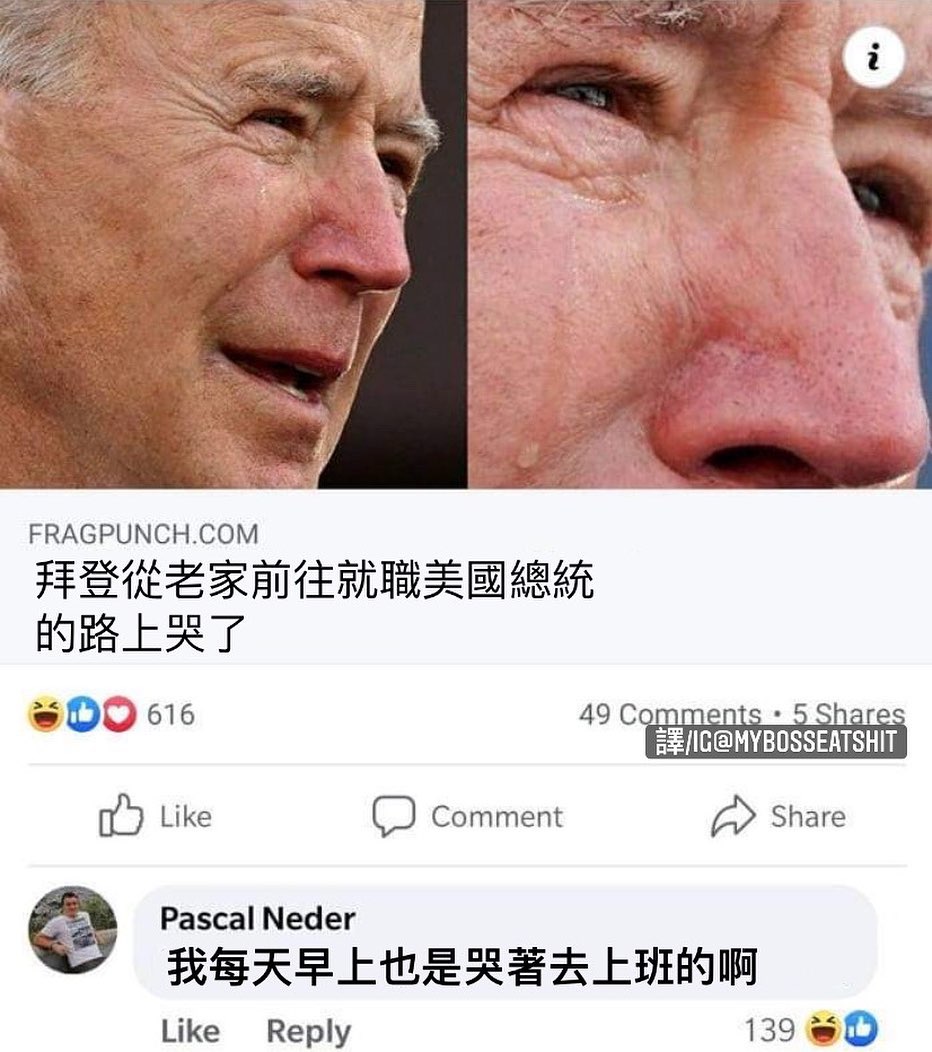 i
FRAGPUNCH.COM
拜登從老家前往就職美國總統
的路上哭了
616
49 Comments • 5 Shares
譯/IG@MYBOSSEATSHIT
Like
Comment
Share
Pascal Neder
我每天早上也是哭著去上班的啊
Like
Reply
139